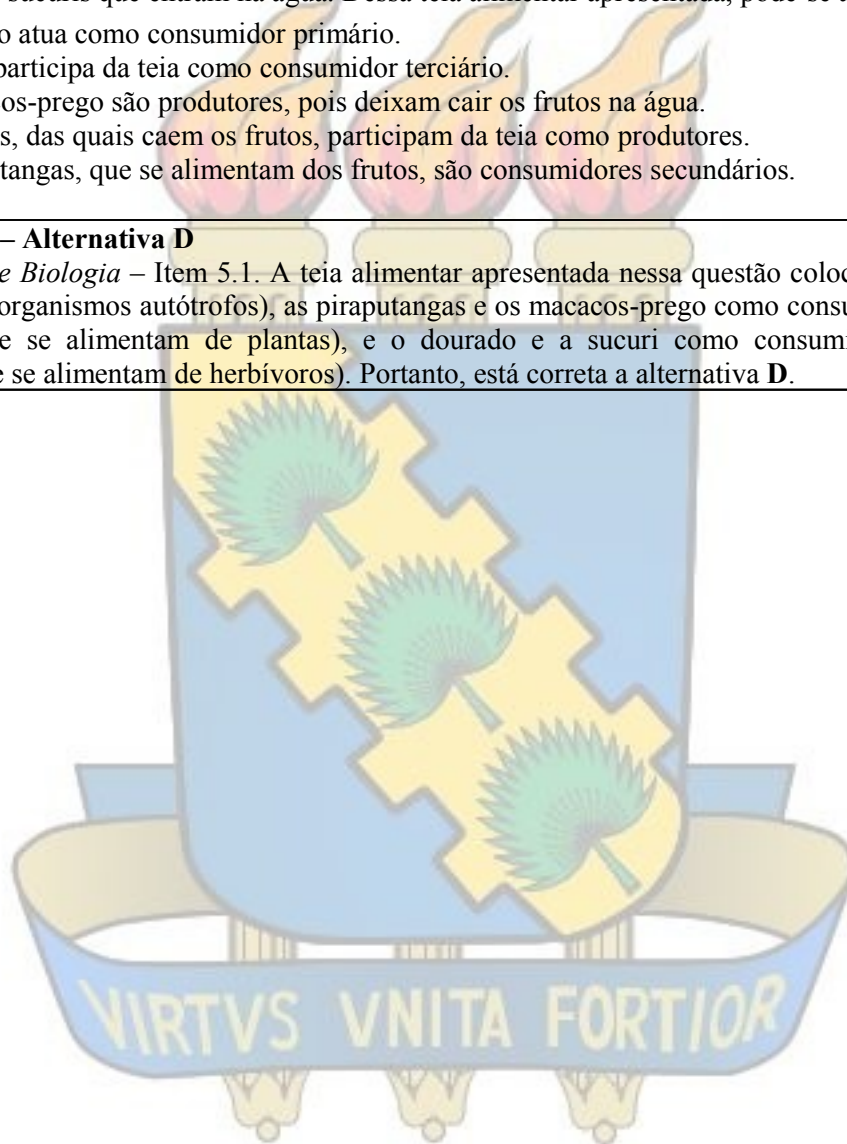 sucuris que entram na água. Dessa teia alimentar apresentada, pode-se a
o atua como consumidor primário.
participa da teia como consumidor terciário.
os-prego são produtores, pois deixam cair os frutos na água.
s, das quais caem os frutos, participam da teia como produtores.
tangas, que se alimentam dos frutos, são consumidores secundários.
– Alternativa D
e Biologia – Item 5.1. A teia alimentar apresentada nessa questão coloc
organismos autótrofos), as piraputangas e os macacos-prego como consu
e se alimentam de plantas), e o dourado e a sucuri como consumi
e se alimentam de herbívoros). Portanto, está correta a alternativa D.
VIRTVS VNITA FORTIOR